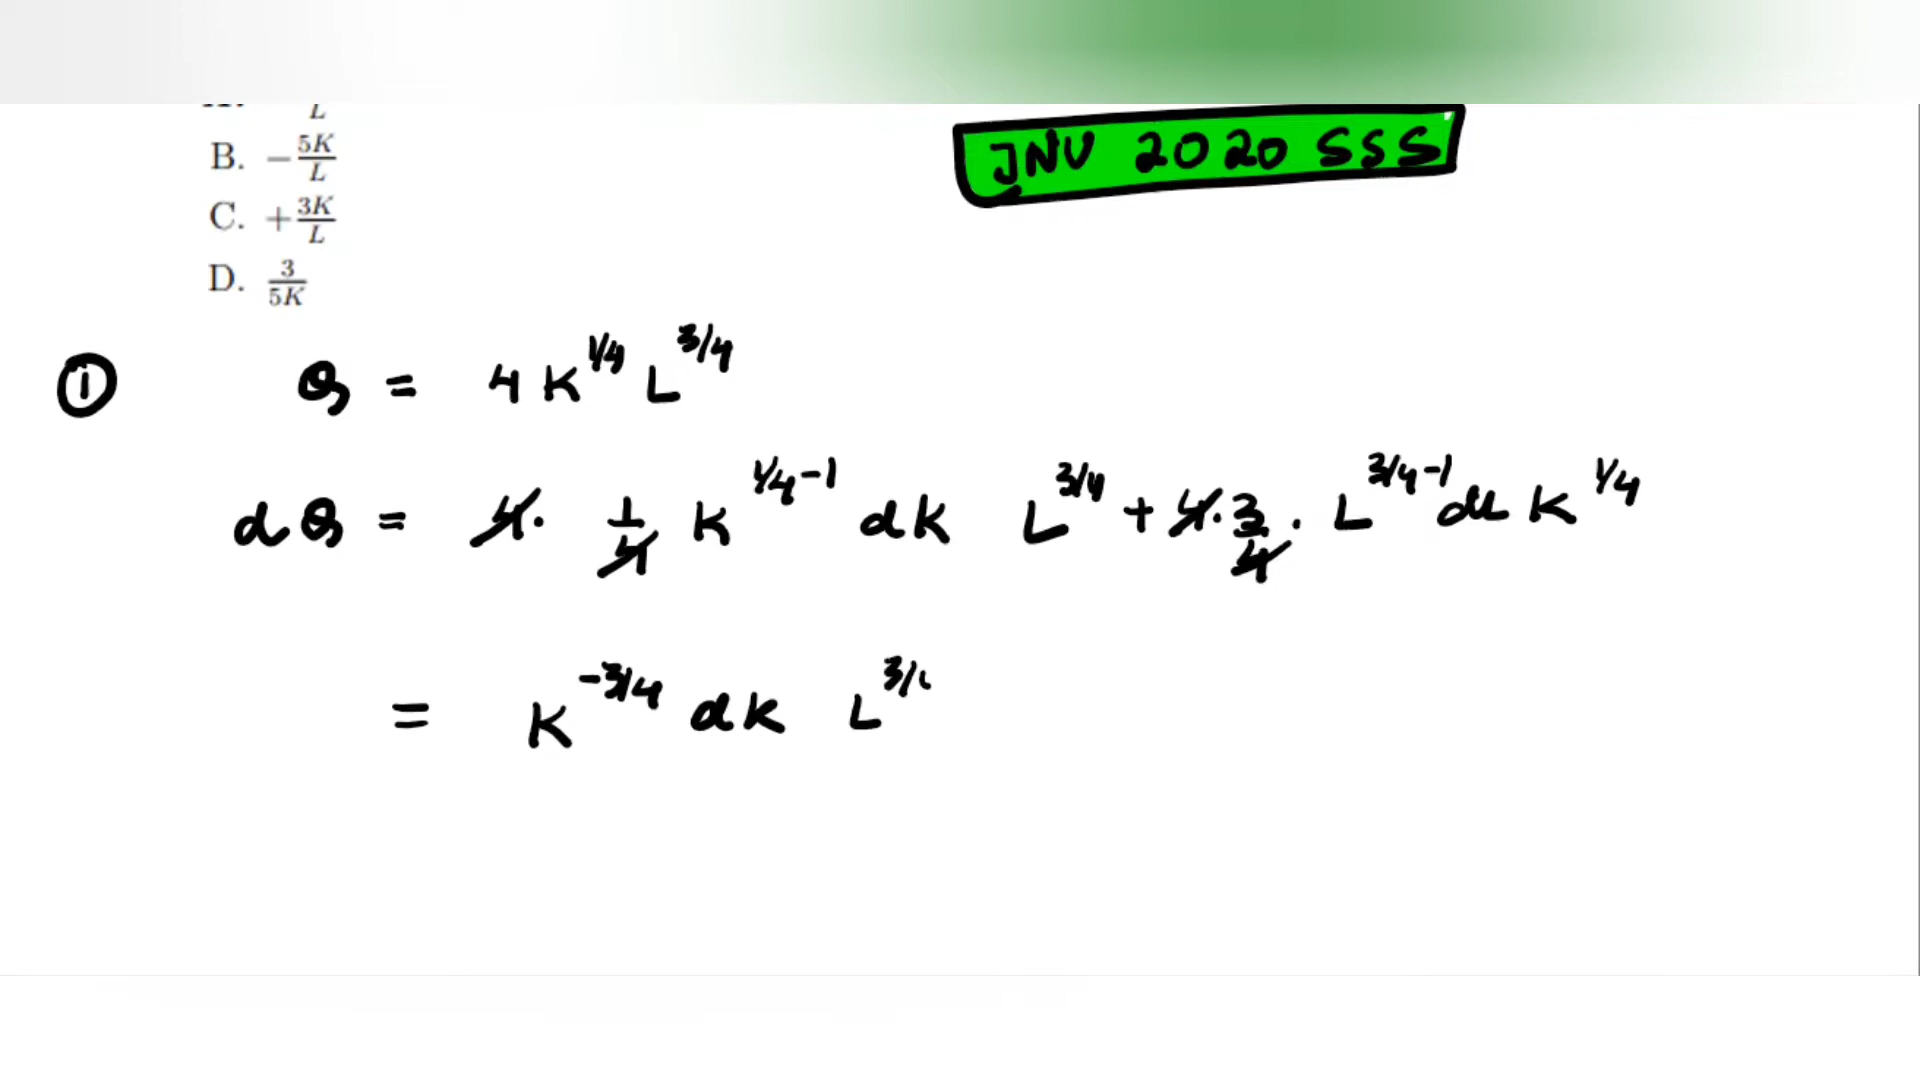 L
B. −5K/L
JNU 2020 SSS
C. +3K/L
D. 3/5K
① Q = 4 K^1/4 L^3/4
dQ = 4. 1/4 K^1/4-1 dK L^3/4 + 4. 3/4 . L^3/4-1 dL K^1/4
= K^-3/4 dK L^3/